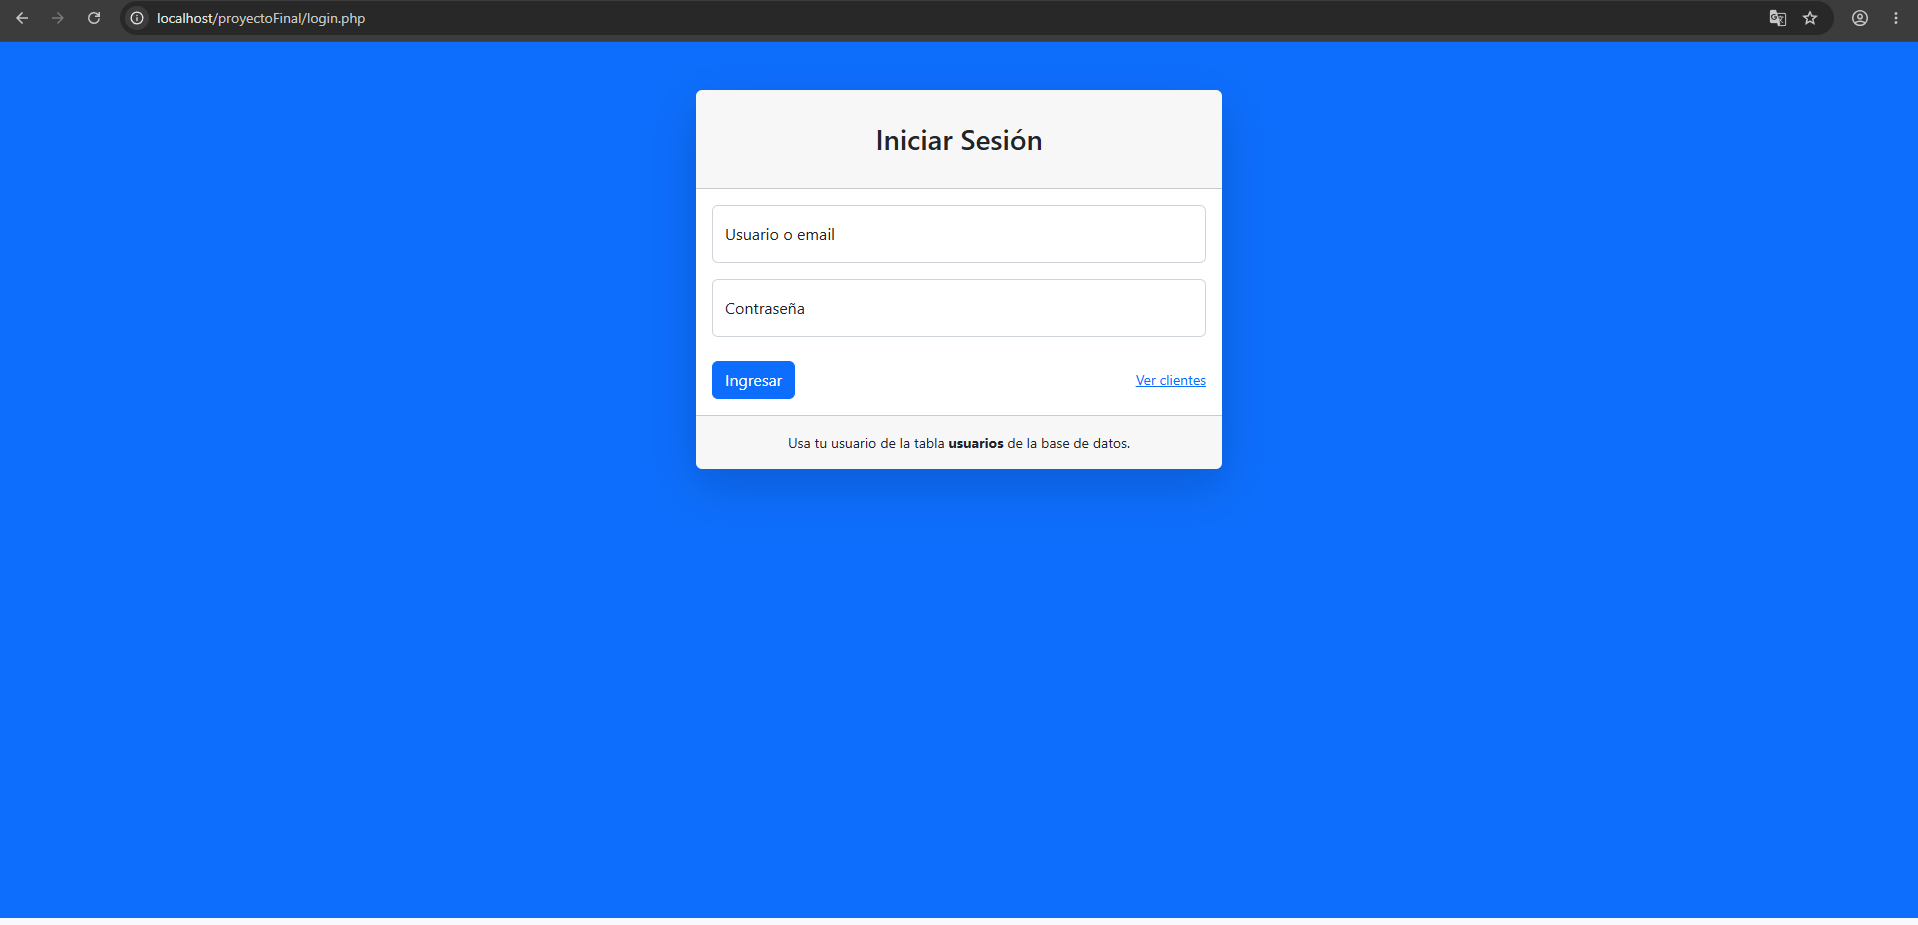 localhost/proyectoFinal/login.php
Iniciar Sesión
Usuario o email
Contraseña
Ingresar
Ver clientes
Usa tu usuario de la tabla usuarios de la base de datos.